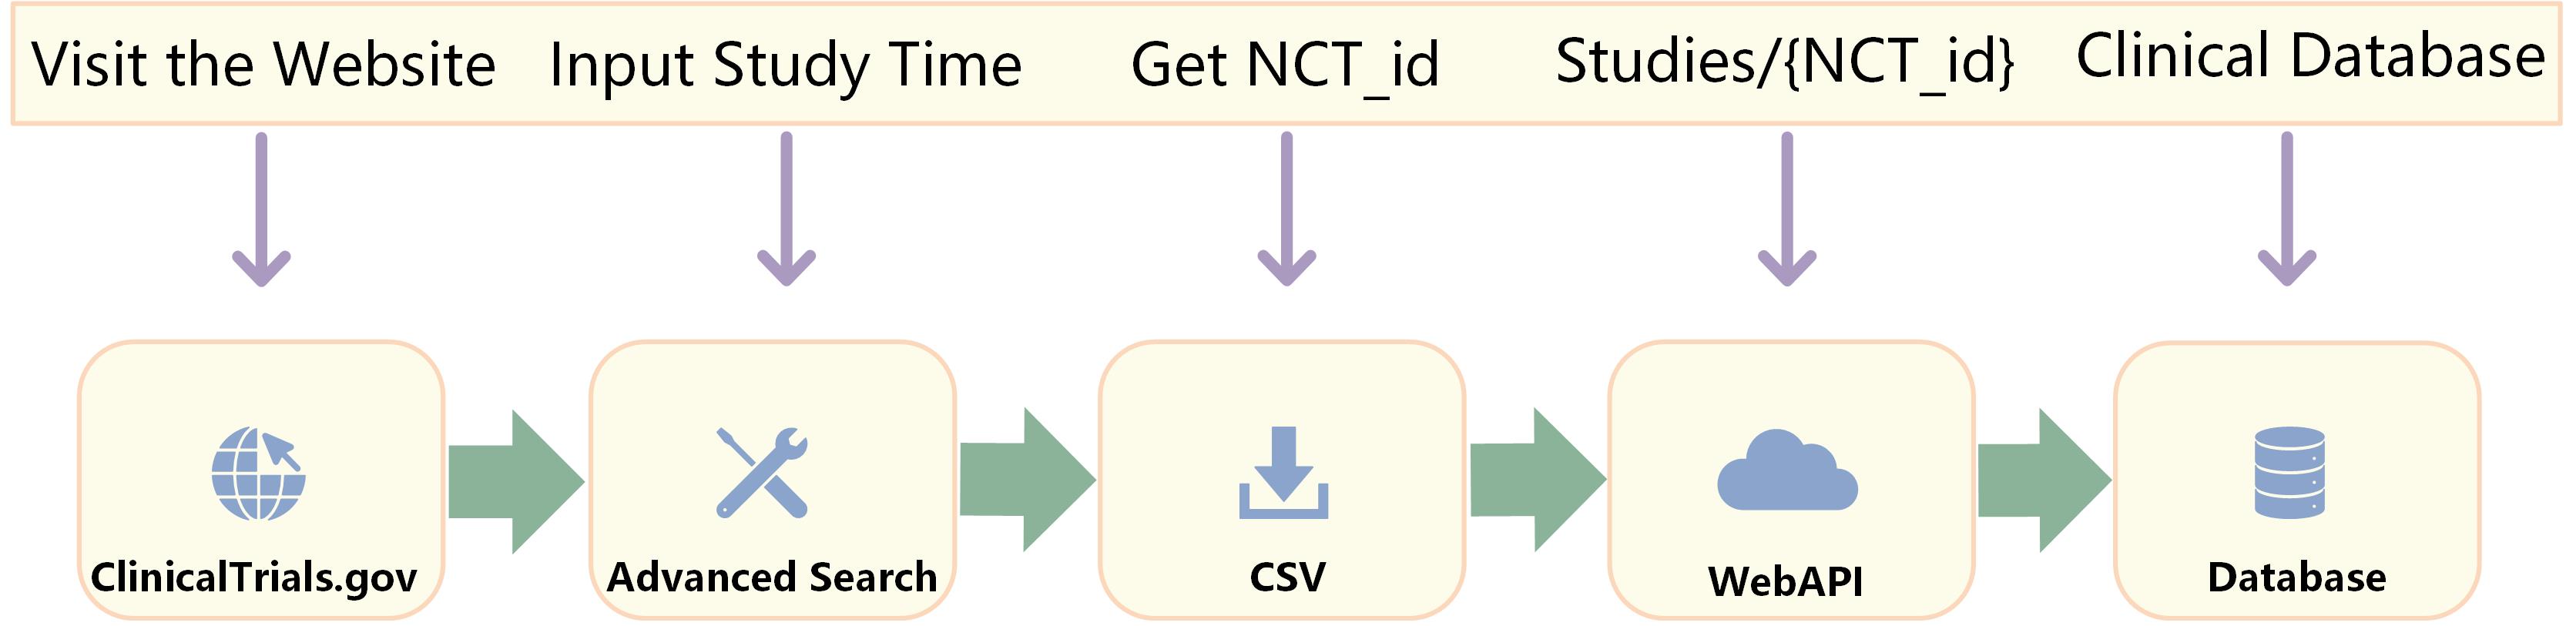 Visit the Website
Input Study Time
Get NCT_id
Studies/{NCT_id}
Clinical Database
ClinicalTrials.gov
Advanced Search
CSV
WebAPI
Database